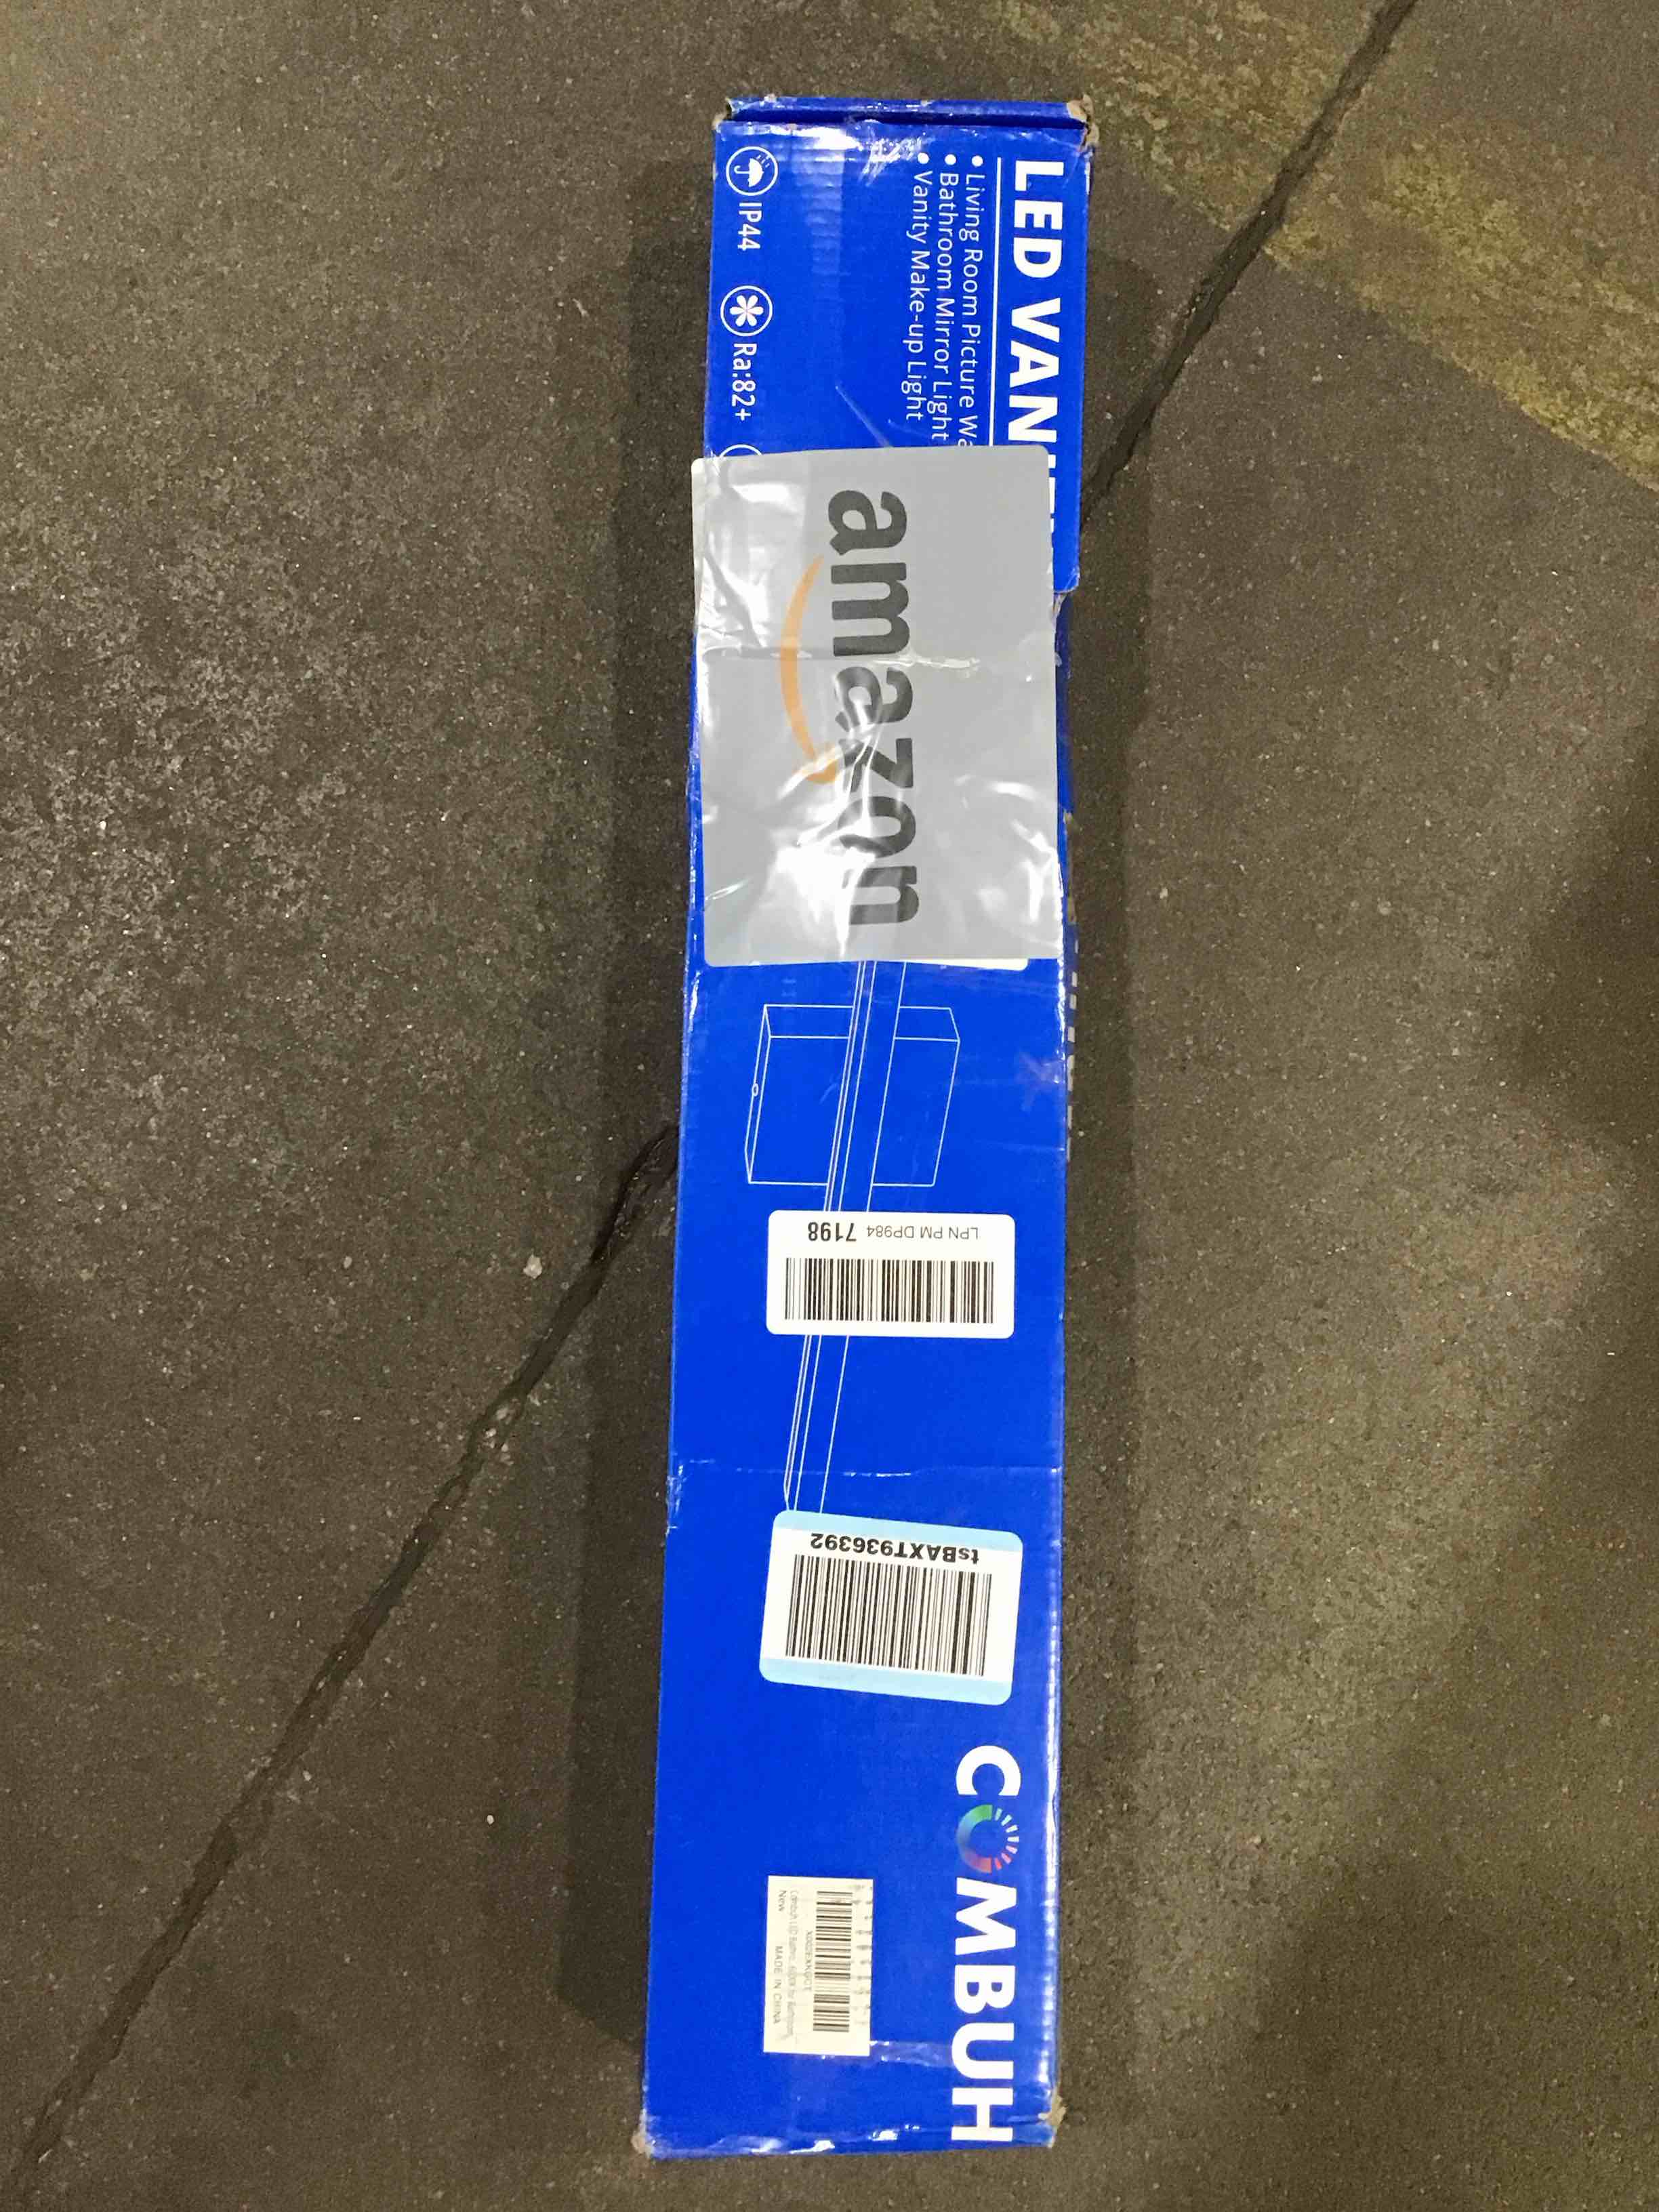 LED VANITY
• Living Room Picture Wa
• Bathroom Mirror Light
• Vanity Make-up Light
IP44
Ra:82+
amazon
LPN PM DP984 7198
tsBAXT936392
COMBUH
New
MADE IN CHINA